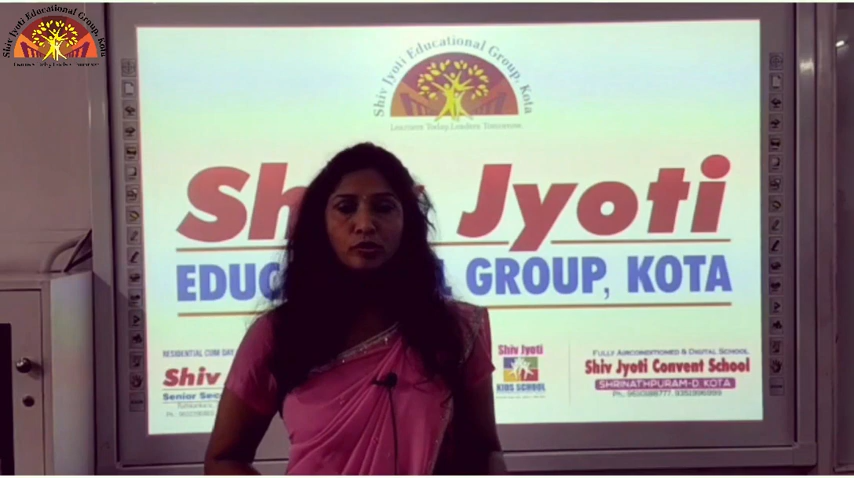 Shiv Jyoti Educational Group, Kota
Shiv Jyoti Educational Group, Kota
Learners Today Leaders Tomorrow
Sh Jyoti
EDUC L GROUP, KOTA
RESIDENTIAL CUM DAY
Shiv
Senior Sec
Shiv Jyoti
KIDS SCHOOL
FULLY AIRCONDITIONED & DIGITAL SCHOOL
Shiv Jyoti Convent School
SHRINATHPURAM-D, KOTA